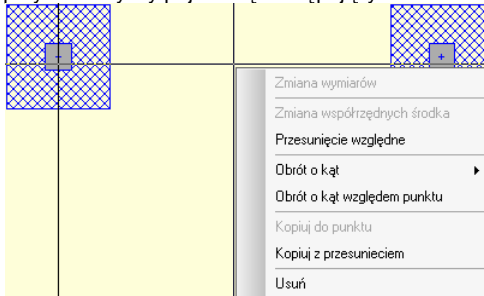 Zmiana wymiarów
Zmiana współrzędnych środka
Przesunięcie względne
Obrót o kąt
Obrót o kąt względem punktu
Kopiuj do punktu
Kopiuj z przesunieciem
Usuń